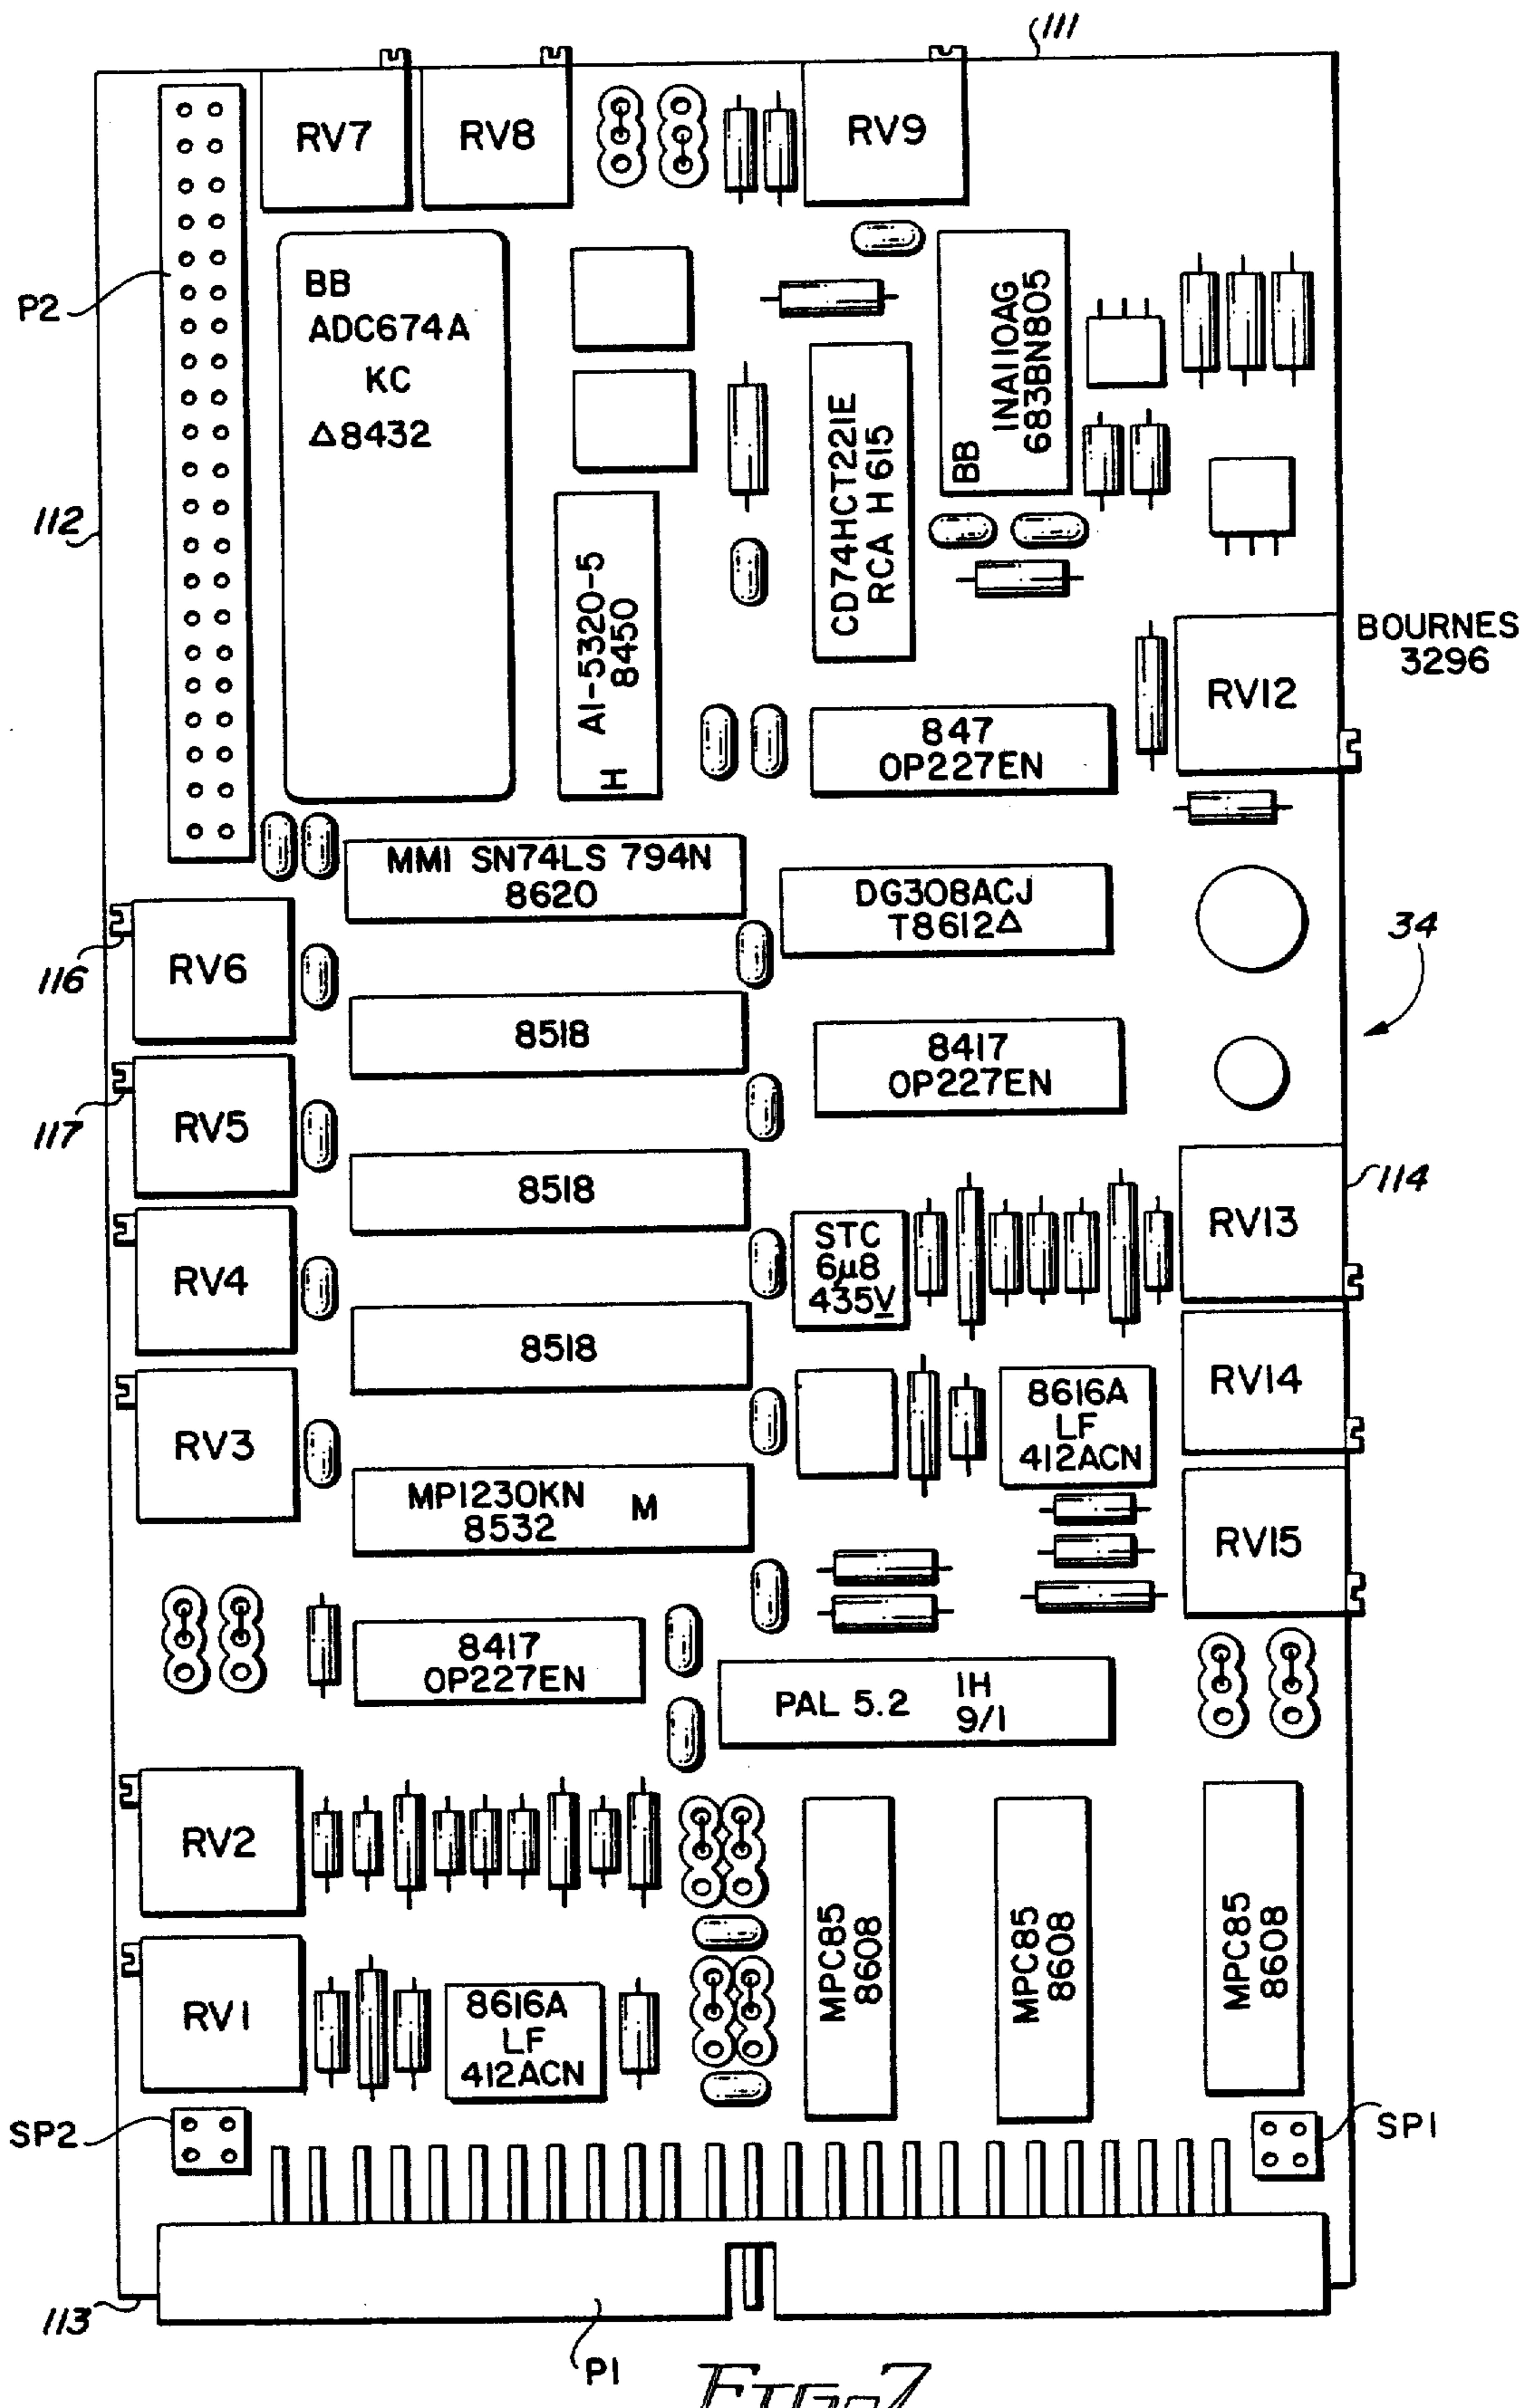 111
RV7
RV8
RV9
P2
BB
ADC674A
KC
Δ8432
BB
INA110AG
683BN805
CD74HCT221E
RCA H 615
112
A1-5320-5
8450
H
BOURNES
3296
RV12
847
OP227EN
MMI SN74LS 794N
8620
DG308ACJ
T8612Δ
34
116
RV6
8518
8417
OP227EN
117
RV5
8518
114
RV13
STC
6µ8
435V
RV4
8518
RV14
8616A
LF
412ACN
RV3
MP1230KN M
8532
RV15
8417
OP227EN
PAL 5.2
1H
9/1
RV2
MPC85
8608
MPC85
8608
MPC85
8608
RV1
8616A
LF
412ACN
SP2
SP1
113
P1
FIG. 7